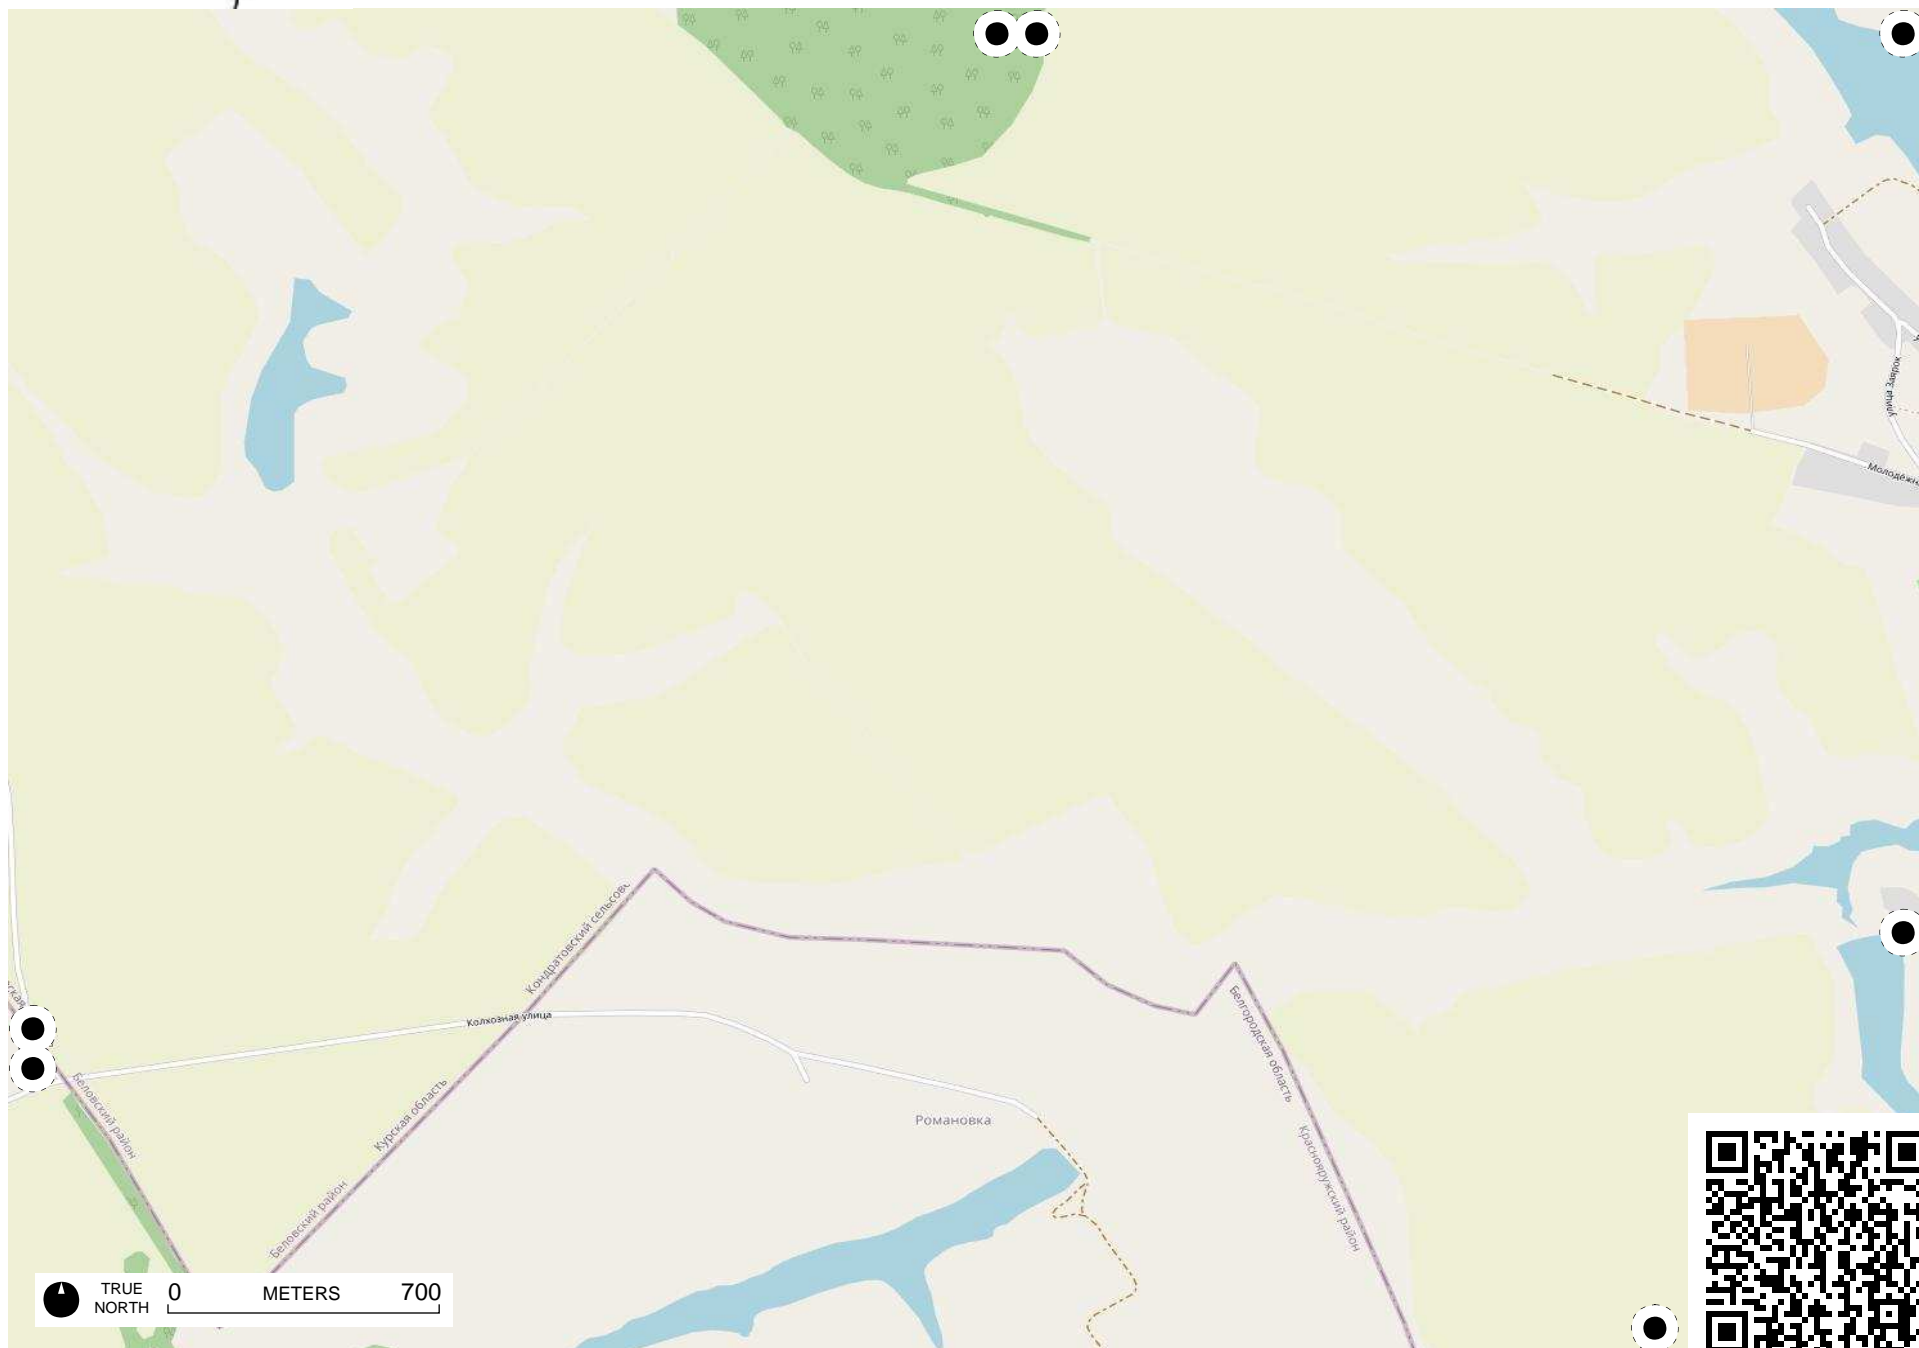 улица Заярок
Кондратовский
Колхозная улица
Белгородская область
Беловский район
Курская область
Романовка
Краснояружский район
Беловский район
TRUE
NORTH
0 METERS 700